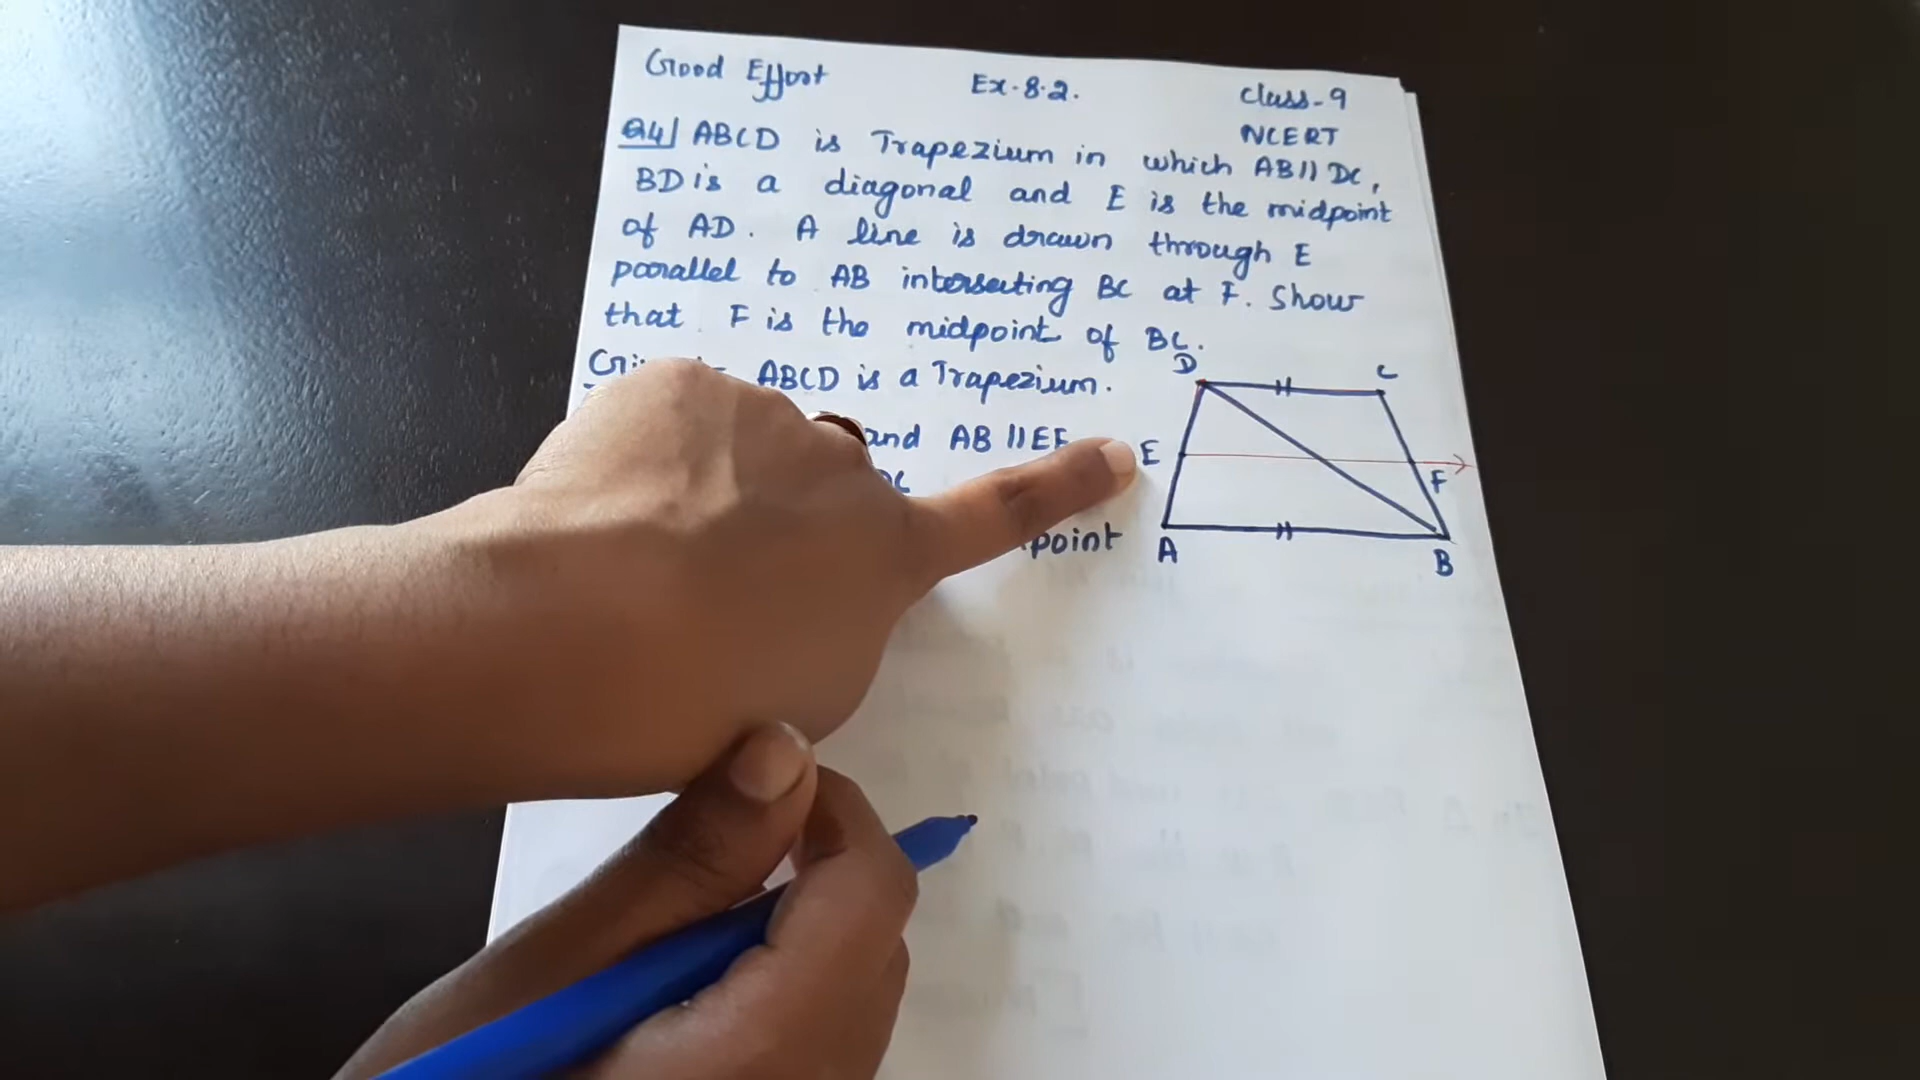 Good Effort Ex.8.2. Class-9
NCERT
Q4/ ABCD is Trapezium in which AB || DC,
BD is a diagonal and E is the midpoint
of AD. A line is drawn through E
parallel to AB intersecting BC at F. Show
that F is the midpoint of BC.
ABCD is a Trapezium.
and AB || EF
point
D C
E F
A B